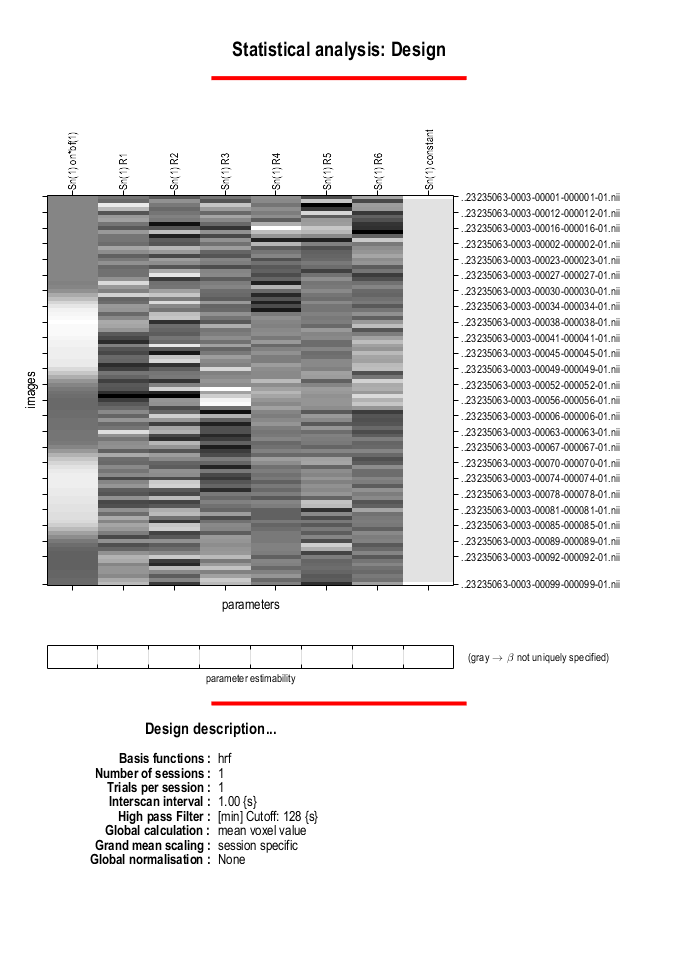 Statistical analysis: Design
Sn(1) on*bf(1)
Sn(1) R1
Sn(1) R2
Sn(1) R3
Sn(1) R4
Sn(1) R5
Sn(1) R6
Sn(1) constant
..23235063-0003-00001-000001-01.nii
..23235063-0003-00012-000012-01.nii
..23235063-0003-00016-000016-01.nii
..23235063-0003-00002-000002-01.nii
..23235063-0003-00023-000023-01.nii
..23235063-0003-00027-000027-01.nii
..23235063-0003-00030-000030-01.nii
..23235063-0003-00034-000034-01.nii
..23235063-0003-00038-000038-01.nii
..23235063-0003-00041-000041-01.nii
..23235063-0003-00045-000045-01.nii
..23235063-0003-00049-000049-01.nii
..23235063-0003-00052-000052-01.nii
..23235063-0003-00056-000056-01.nii
..23235063-0003-00006-000006-01.nii
..23235063-0003-00063-000063-01.nii
..23235063-0003-00067-000067-01.nii
..23235063-0003-00070-000070-01.nii
..23235063-0003-00074-000074-01.nii
..23235063-0003-00078-000078-01.nii
..23235063-0003-00081-000081-01.nii
..23235063-0003-00085-000085-01.nii
..23235063-0003-00089-000089-01.nii
..23235063-0003-00092-000092-01.nii
..23235063-0003-00099-000099-01.nii
images
parameters
(gray → β not uniquely specified)
parameter estimability
Design description...
Basis functions : hrf
Number of sessions : 1
Trials per session : 1
Interscan interval : 1.00 {s}
High pass Filter : [min] Cutoff: 128 {s}
Global calculation : mean voxel value
Grand mean scaling : session specific
Global normalisation : None